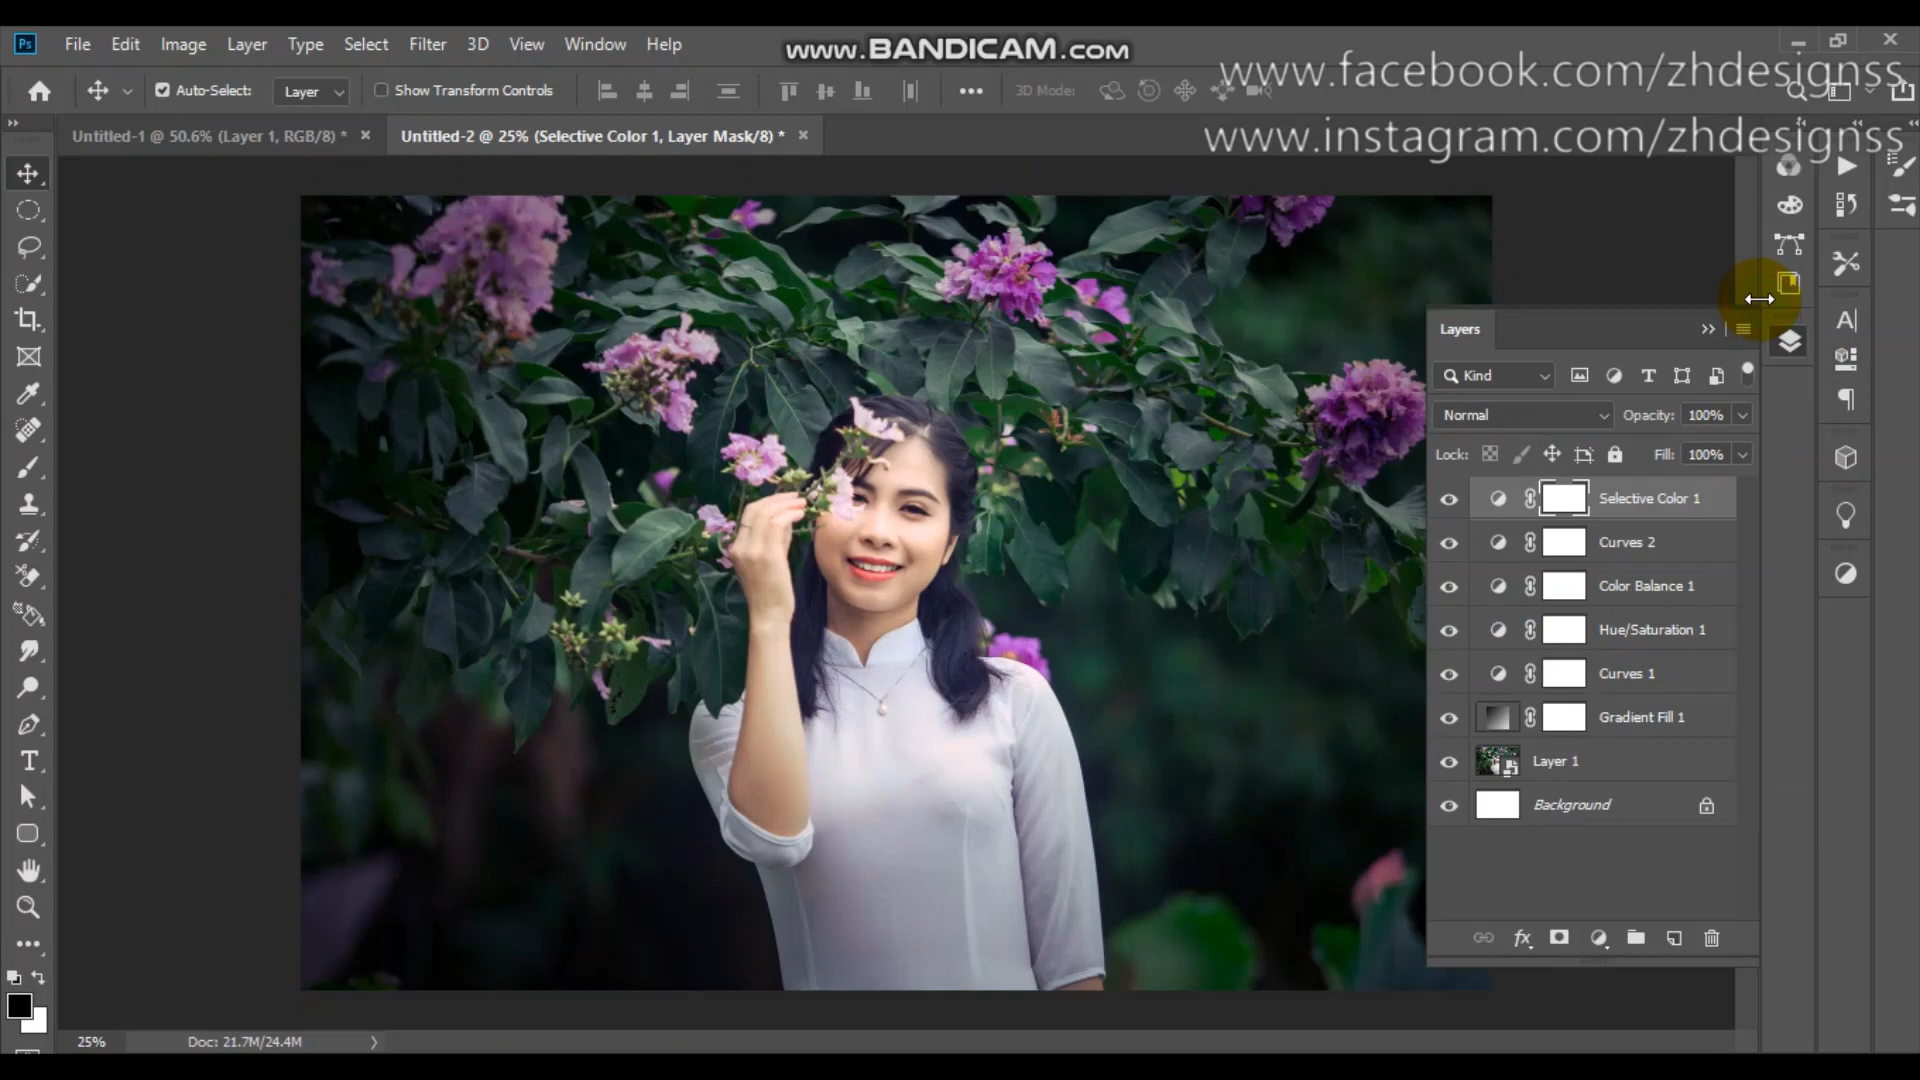 Ps File Edit Image Layer Type Select Filter 3D View Window Help
www.BANDICAM.com
www.facebook.com/zhdesignss
Auto-Select: Layer Show Transform Controls 3D Mode:
www.instagram.com/zhdesignss
Untitled-1 @ 50.6% (Layer 1, RGB/8) *
Untitled-2 @ 25% (Selective Color 1, Layer Mask/8) *
Layers
Kind
Normal Opacity: 100%
Lock: Fill: 100%
Selective Color 1
Curves 2
Color Balance 1
Hue/Saturation 1
Curves 1
Gradient Fill 1
Layer 1
Background
25% Doc: 21.7M/24.4M